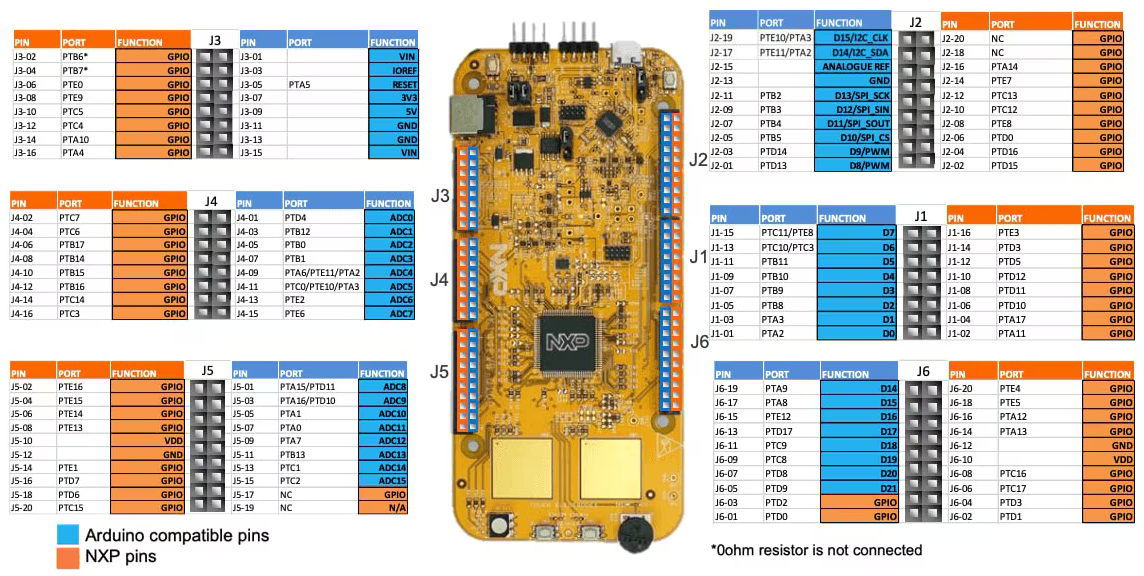 J3
PIN PORT FUNCTION PIN PORT FUNCTION
J3-02 PTB6* GPIO J3-01 VIN
J3-04 PTB7* GPIO J3-03 IOREF
J3-06 PTE0 GPIO J3-05 PTA5 RESET
J3-08 PTE9 GPIO J3-07 3V3
J3-10 PTC5 GPIO J3-09 5V
J3-12 PTC4 GPIO J3-11 GND
J3-14 PTA10 GPIO J3-13 GND
J3-16 PTA4 GPIO J3-15 VIN
J4
PIN PORT FUNCTION PIN PORT FUNCTION
J4-02 PTC7 GPIO J4-01 PTD4 ADC0
J4-04 PTC6 GPIO J4-03 PTB12 ADC1
J4-06 PTB17 GPIO J4-05 PTB0 ADC2
J4-08 PTB14 GPIO J4-07 PTB1 ADC3
J4-10 PTB15 GPIO J4-09 PTA6/PTE11/PTA2 ADC4
J4-12 PTB16 GPIO J4-11 PTC0/PTE10/PTA3 ADC5
J4-14 PTC14 GPIO J4-13 PTE2 ADC6
J4-16 PTC3 GPIO J4-15 PTE6 ADC7
J5
PIN PORT FUNCTION PIN PORT FUNCTION
J5-02 PTE16 GPIO J5-01 PTA15/PTD11 ADC8
J5-04 PTE15 GPIO J5-03 PTA16/PTD10 ADC9
J5-06 PTE14 GPIO J5-05 PTA1 ADC10
J5-08 PTE13 GPIO J5-07 PTA0 ADC11
J5-10 VDD J5-09 PTA7 ADC12
J5-12 GND J5-11 PTB13 ADC13
J5-14 PTE1 GPIO J5-13 PTC1 ADC14
J5-16 PTD7 GPIO J5-15 PTC2 ADC15
J5-18 PTD6 GPIO J5-17 NC GPIO
J5-20 PTC15 GPIO J5-19 NC N/A
Arduino compatible pins
NXP pins
J3
J4
J5
NXP
NXP
J2
J1
J6
J2
PIN PORT FUNCTION PIN PORT FUNCTION
J2-19 PTE10/PTA3 D15/I2C_CLK J2-20 NC GPIO
J2-17 PTE11/PTA2 D14/I2C_SDA J2-18 NC GPIO
J2-15 ANALOGUE REF J2-16 PTA14 GPIO
J2-13 GND J2-14 PTE7 GPIO
J2-11 PTB2 D13/SPI_SCK J2-12 PTC13 GPIO
J2-09 PTB3 D12/SPI_SIN J2-10 PTC12 GPIO
J2-07 PTB4 D11/SPI_SOUT J2-08 PTE8 GPIO
J2-05 PTB5 D10/SPI_CS J2-06 PTD0 GPIO
J2-03 PTD14 D9/PWM J2-04 PTD16 GPIO
J2-01 PTD13 D8/PWM J2-02 PTD15 GPIO
J1
PIN PORT FUNCTION PIN PORT FUNCTION
J1-15 PTC11/PTE8 D7 J1-16 PTE3 GPIO
J1-13 PTC10/PTC3 D6 J1-14 PTD3 GPIO
J1-11 PTB11 D5 J1-12 PTD5 GPIO
J1-09 PTB10 D4 J1-10 PTD12 GPIO
J1-07 PTB9 D3 J1-08 PTD11 GPIO
J1-05 PTB8 D2 J1-06 PTD10 GPIO
J1-03 PTA3 D1 J1-04 PTA17 GPIO
J1-01 PTA2 D0 J1-02 PTA11 GPIO
J6
PIN PORT FUNCTION PIN PORT FUNCTION
J6-19 PTA9 D14 J6-20 PTE4 GPIO
J6-17 PTA8 D15 J6-18 PTE5 GPIO
J6-15 PTE12 D16 J6-16 PTA12 GPIO
J6-13 PTD17 D17 J6-14 PTA13 GPIO
J6-11 PTC9 D18 J6-12 GND
J6-09 PTC8 D19 J6-10 VDD
J6-07 PTD8 D20 J6-08 PTC16 GPIO
J6-05 PTD9 D21 J6-06 PTC17 GPIO
J6-03 PTD2 GPIO J6-04 PTD3 GPIO
J6-01 PTD0 GPIO J6-02 PTD1 GPIO
*0ohm resistor is not connected